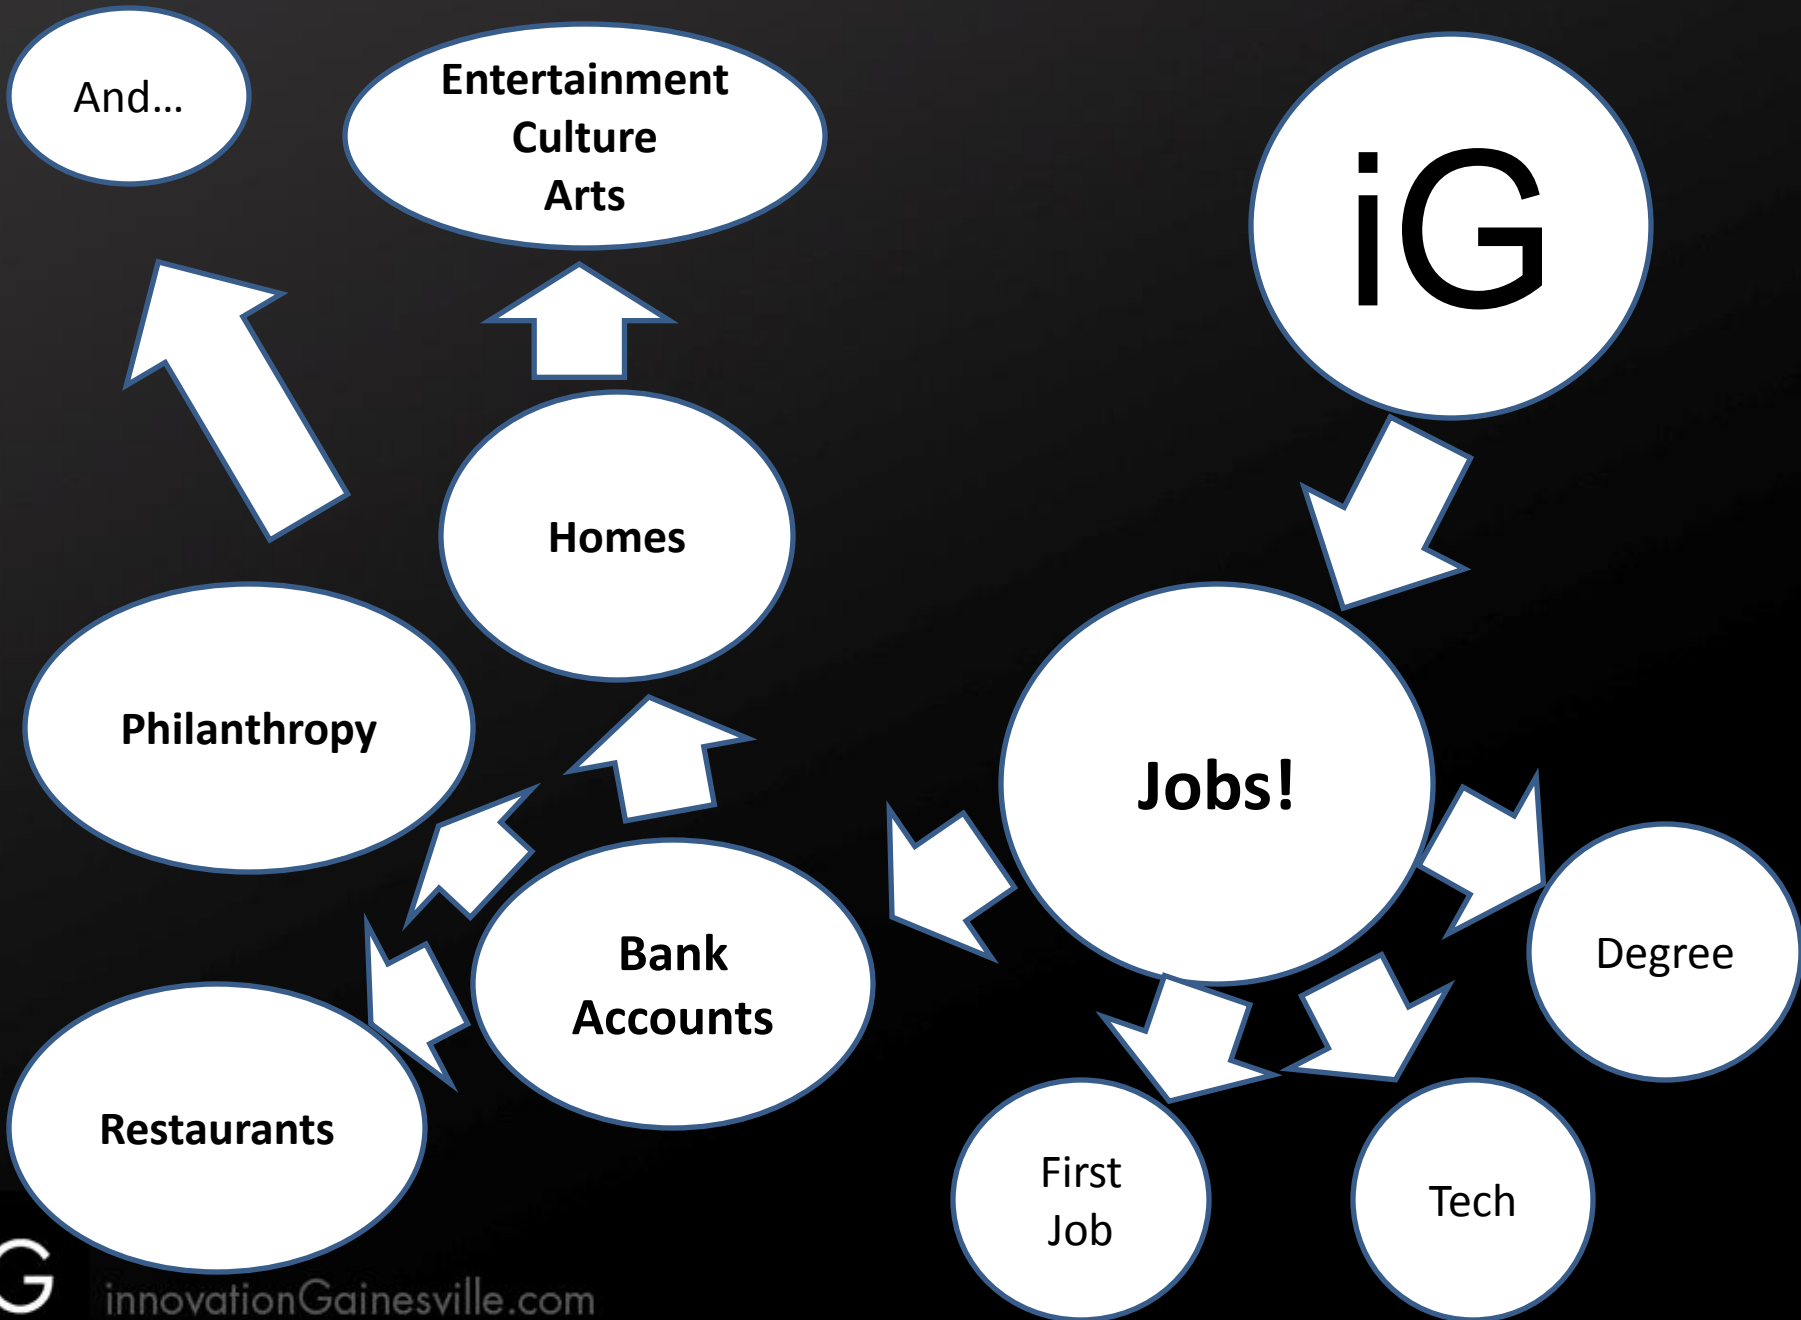 And...
Entertainment
Culture
Arts
iG
Homes
Philanthropy
Jobs!
Bank
Accounts
Degree
Restaurants
First
Job
Tech
G
innovationGainesville.com